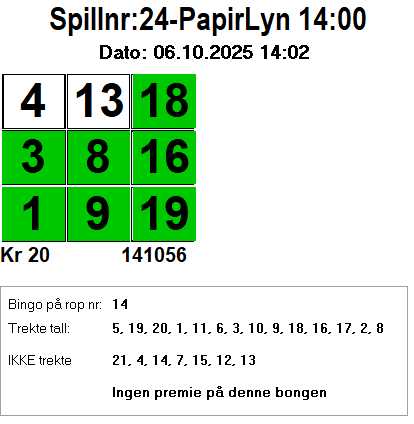 Spillnr:24-PapirLyn 14:00
Dato: 06.10.2025 14:02
4 13 18
3 8 16
1 9 19
Kr 20 141056
Bingo på rop nr: 14
Trekte tall: 5, 19, 20, 1, 11, 6, 3, 10, 9, 18, 16, 17, 2, 8
IKKE trekte 21, 4, 14, 7, 15, 12, 13
Ingen premie på denne bongen